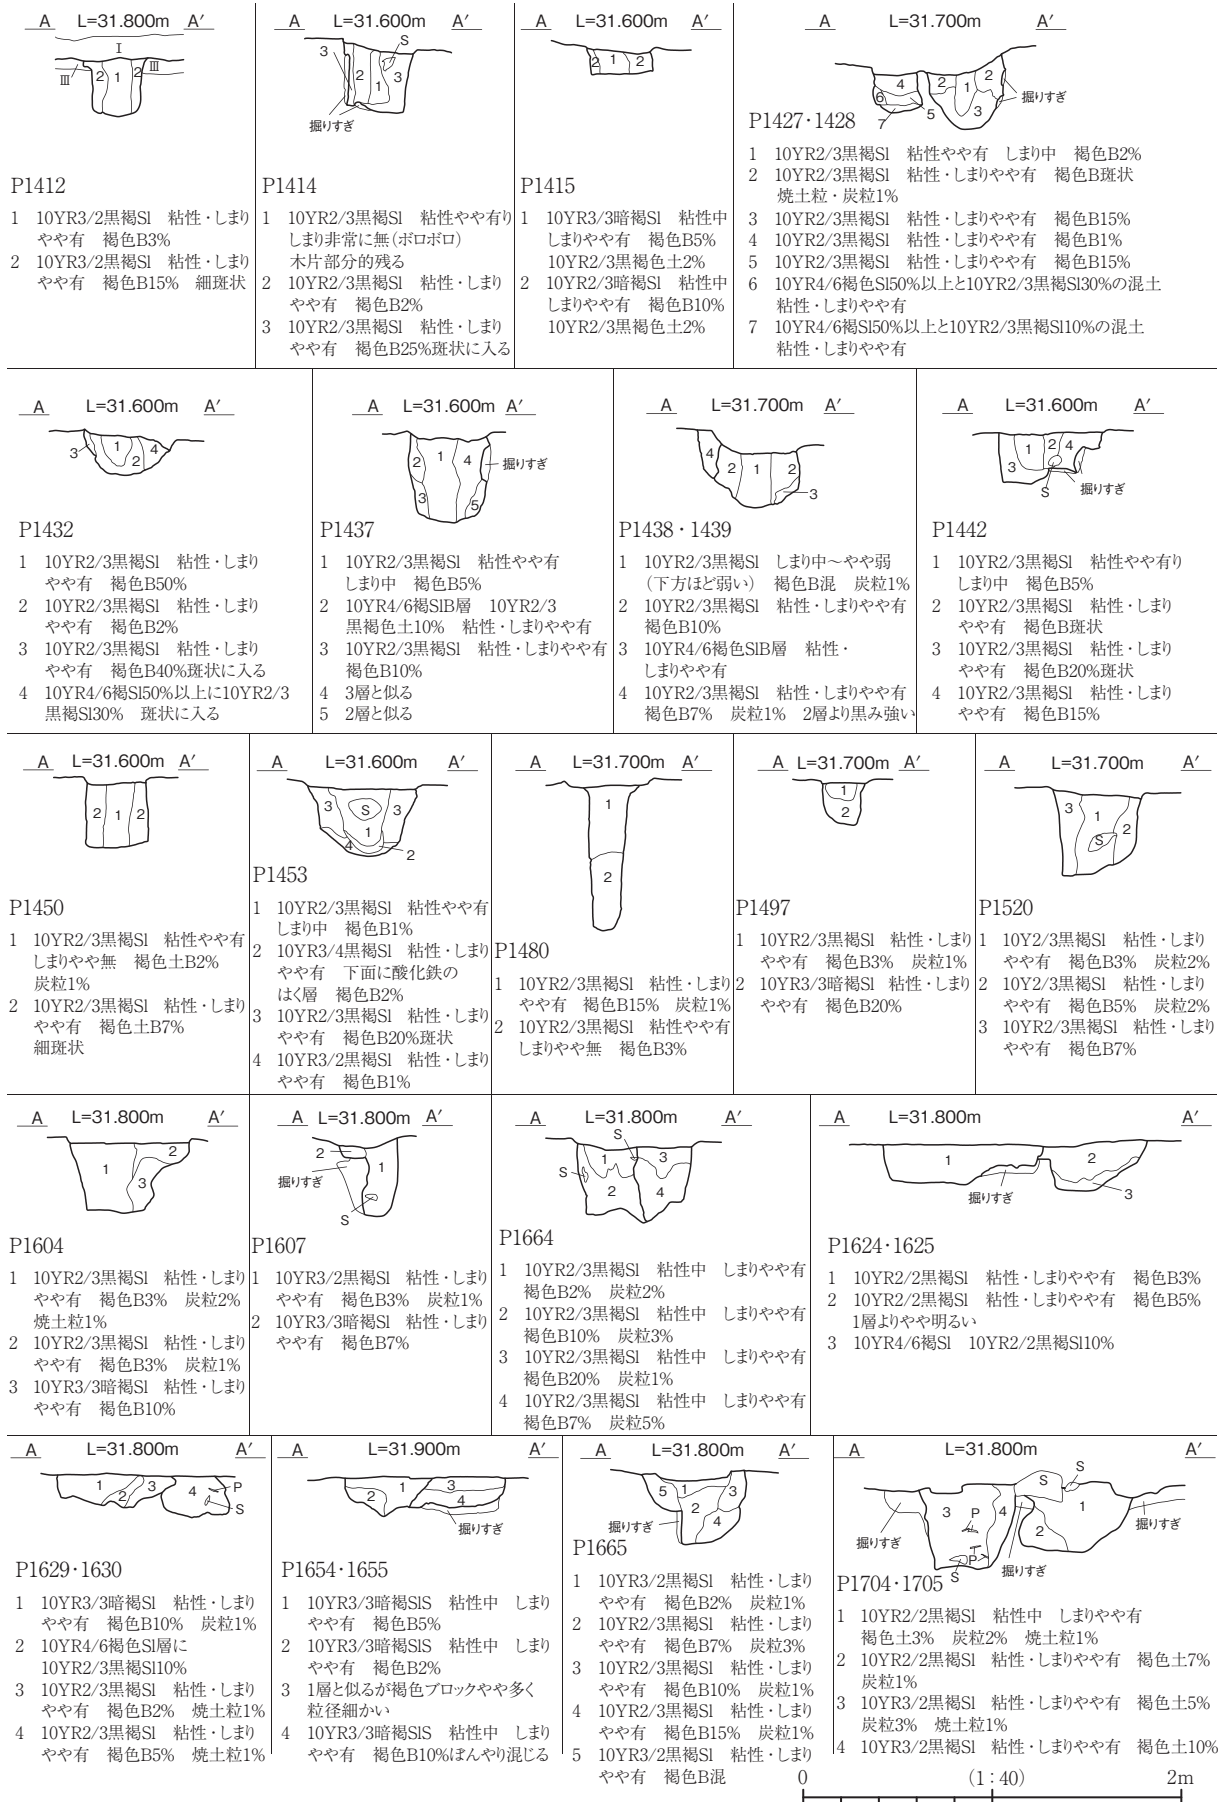 A L=31.800m A′
Ⅰ
Ⅲ 2 1 2 Ⅲ
P1412
1 10YR3/2黒褐Sl 粘性・しまり
やや有 褐色B3%
2 10YR3/2黒褐Sl 粘性・しまり
やや有 褐色B15% 細斑状
A L=31.600m A′
3 2 1 S 3
掘りすぎ
P1414
1 10YR2/3黒褐Sl 粘性やや有り
しまり非常に無(ボロボロ)
木片部分的残る
2 10YR2/3黒褐Sl 粘性・しまり
やや有 褐色B2%
3 10YR2/3黒褐Sl 粘性・しまり
やや有 褐色B25%斑状に入る
A L=31.600m A′
2 1 2
P1415
1 10YR3/3暗褐Sl 粘性中
しまりやや有 褐色B5%
10YR2/3黒褐色土2%
2 10YR2/3暗褐Sl 粘性中
しまりやや有 褐色B10%
10YR2/3黒褐色土2%
A L=31.700m A′
4 2 1 2
6 3 掘りすぎ
7 5
P1427・1428
1 10YR2/3黒褐Sl 粘性やや有 しまり中 褐色B2%
2 10YR2/3黒褐Sl 粘性・しまりやや有 褐色B斑状
焼土粒・炭粒1%
3 10YR2/3黒褐Sl 粘性・しまりやや有 褐色B15%
4 10YR2/3黒褐Sl 粘性・しまりやや有 褐色B1%
5 10YR2/3黒褐Sl 粘性・しまりやや有 褐色B15%
6 10YR4/6褐色Sl50%以上と10YR2/3黒褐Sl30%の混土
粘性・しまりやや有
7 10YR4/6褐Sl50%以上と10YR2/3黒褐Sl10%の混土
粘性・しまりやや有
A L=31.600m A′
3 1 2 4
P1432
1 10YR2/3黒褐Sl 粘性・しまり
やや有 褐色B50%
2 10YR2/3黒褐Sl 粘性・しまり
やや有 褐色B2%
3 10YR2/3黒褐Sl 粘性・しまり
やや有 褐色B40%斑状に入る
4 10YR4/6褐Sl50%以上に10YR2/3
黒褐Sl30% 斑状に入る
A L=31.600m A′
2 1 4 掘りすぎ
3 5
P1437
1 10YR2/3黒褐Sl 粘性やや有
しまり中 褐色B5%
2 10YR4/6褐SlB層 10YR2/3
黒褐色土10% 粘性・しまりやや有
3 10YR2/3黒褐Sl 粘性・しまりやや有
褐色B10%
4 3層と似る
5 2層と似る
A L=31.700m A′
4 2 1 2
3
P1438・1439
1 10YR2/3黒褐Sl しまり中~やや弱
(下方ほど弱い) 褐色B混 炭粒1%
2 10YR2/3黒褐Sl 粘性・しまりやや有
褐色B10%
3 10YR4/6褐色SlB層 粘性・
しまりやや有
4 10YR2/3黒褐Sl 粘性・しまりやや有
褐色B7% 炭粒1% 2層より黒み強い
A L=31.600m A′
3 1 2 4
S 掘りすぎ
P1442
1 10YR2/3黒褐Sl 粘性やや有り
しまり中 褐色B5%
2 10YR2/3黒褐Sl 粘性・しまり
やや有 褐色B斑状
3 10YR2/3黒褐Sl 粘性・しまり
やや有 褐色B20%斑状
4 10YR2/3黒褐Sl 粘性・しまり
やや有 褐色B15%
A L=31.600m A′
2 1 2
P1450
1 10YR2/3黒褐Sl 粘性やや有
しまりやや無 褐色土B2%
炭粒1%
2 10YR2/3黒褐Sl 粘性・しまり
やや有 褐色土B7%
細斑状
A L=31.600m A′
3 S 3
4 1 2
P1453
1 10YR2/3黒褐Sl 粘性やや有
しまり中 褐色B1%
2 10YR3/4黒褐Sl 粘性・しまり
やや有 下面に酸化鉄の
はく層 褐色B2%
3 10YR2/3黒褐Sl 粘性・しまり
やや有 褐色B20%斑状
4 10YR3/2黒褐Sl 粘性・しまり
やや有 褐色B1%
A L=31.700m A′
1
2
P1480
1 10YR2/3黒褐Sl 粘性・しまり
やや有 褐色B15% 炭粒1%
2 10YR2/3黒褐Sl 粘性やや有
しまりやや無 褐色B3%
A L=31.700m A′
1
2
P1497
1 10YR2/3黒褐Sl 粘性・しまり
やや有 褐色B3% 炭粒1%
2 10YR3/3暗褐Sl 粘性・しまり
やや有 褐色B20%
A L=31.700m A′
3 1 2
S
P1520
1 10Y2/3黒褐Sl 粘性・しまり
やや有 褐色B3% 炭粒2%
2 10Y2/3黒褐Sl 粘性・しまり
やや有 褐色B5% 炭粒2%
3 10YR2/3黒褐Sl 粘性・しまり
やや有 褐色B7%
A L=31.800m A′
1 2
3
P1604
1 10YR2/3黒褐Sl 粘性・しまり
やや有 褐色B3% 炭粒2%
焼土粒1%
2 10YR2/3黒褐Sl 粘性・しまり
やや有 褐色B3% 炭粒1%
3 10YR3/3暗褐Sl 粘性・しまり
やや有 褐色B10%
A L=31.800m A′
2 1
掘りすぎ
S
P1607
1 10YR3/2黒褐Sl 粘性・しまり
やや有 褐色B3% 炭粒1%
2 10YR3/3暗褐Sl 粘性・しまり
やや有 褐色B7%
A L=31.800m A′
S
S 1 3
2 4
P1664
1 10YR2/3黒褐Sl 粘性中 しまりやや有
褐色B2% 炭粒2%
2 10YR2/3黒褐Sl 粘性中 しまりやや有
褐色B10% 炭粒3%
3 10YR2/3黒褐Sl 粘性中 しまりやや有
褐色B20% 炭粒1%
4 10YR2/3黒褐Sl 粘性中 しまりやや有
褐色B7% 炭粒5%
A L=31.800m A′
1 2
掘りすぎ 3
P1624・1625
1 10YR2/2黒褐Sl 粘性・しまりやや有 褐色B3%
2 10YR2/2黒褐Sl 粘性・しまりやや有 褐色B5%
1層よりやや明るい
3 10YR4/6褐Sl 10YR2/2黒褐Sl10%
A L=31.800m A′
1 2 3 4 P
S
P1629・1630
1 10YR3/3暗褐Sl 粘性・しまり
やや有 褐色B10% 炭粒1%
2 10YR4/6褐色Sl層に
10YR2/3黒褐Sl10%
3 10YR2/3黒褐Sl 粘性・しまり
やや有 褐色B2% 焼土粒1%
4 10YR2/3黒褐Sl 粘性・しまり
やや有 褐色B5% 焼土粒1%
A L=31.900m A′
2 1 3
4
掘りすぎ
P1654・1655
1 10YR3/3暗褐SlS 粘性中 しまり
やや有 褐色B5%
2 10YR3/3暗褐SlS 粘性中 しまり
やや有 褐色B2%
3 1層と似るが褐色ブロックやや多く
粒径細かい
4 10YR3/3暗褐SlS 粘性中 しまり
やや有 褐色B10%ぼんやり混じる
A L=31.800m A′
5 1 3
2
掘りすぎ 4
P1665
1 10YR3/2黒褐Sl 粘性・しまり
やや有 褐色B2% 炭粒1%
2 10YR2/3黒褐Sl 粘性・しまり
やや有 褐色B7% 炭粒3%
3 10YR2/3黒褐Sl 粘性・しまり
やや有 褐色B10% 炭粒1%
4 10YR2/3黒褐Sl 粘性・しまり
やや有 褐色B15% 炭粒1%
5 10YR3/2黒褐Sl 粘性・しまり
やや有 褐色B混
A L=31.800m A′
S S
3 P 4 1
掘りすぎ P 2 掘りすぎ
S 掘りすぎ
P1704・1705
1 10YR2/2黒褐Sl 粘性中 しまりやや有
褐色土3% 炭粒2% 焼土粒1%
2 10YR2/2黒褐Sl 粘性・しまりやや有 褐色土7%
炭粒1%
3 10YR3/2黒褐Sl 粘性・しまりやや有 褐色土5%
炭粒3% 焼土粒1%
4 10YR3/2黒褐Sl 粘性・しまりやや有 褐色土10%
0 (1:40) 2m